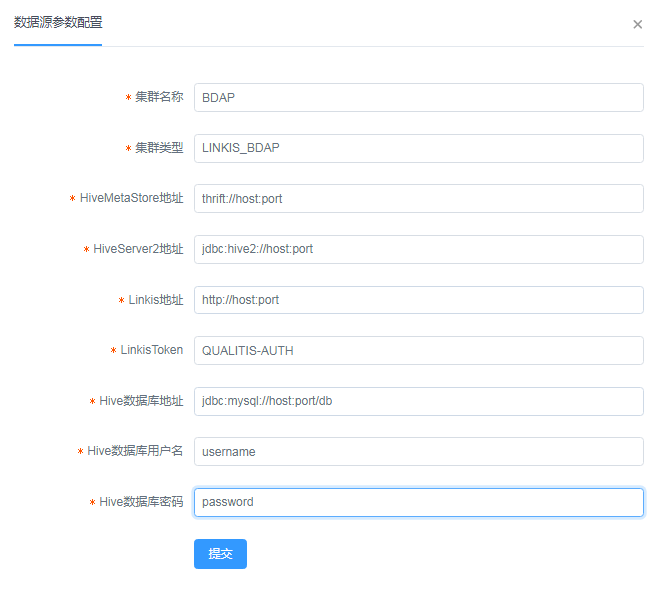 数据源参数配置
* 集群名称 BDAP
* 集群类型 LINKIS_BDAP
* HiveMetaStore地址 thrift://host:port
* HiveServer2地址 jdbc:hive2://host:port
* Linkis地址 http://host:port
* LinkisToken QUALITIS-AUTH
* Hive数据库地址 jdbc:mysql://host:port/db
* Hive数据库用户名 username
* Hive数据库密码 password
提交